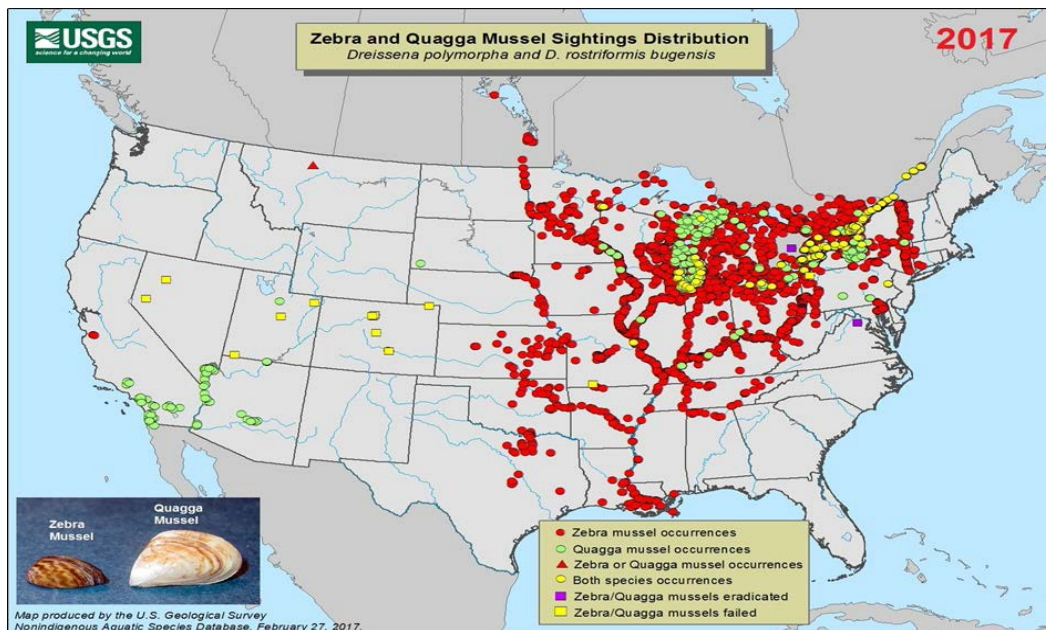 USGS
science for a changing world
Zebra and Quagga Mussel Sightings Distribution
Dreissena polymorpha and D. rostriformis bugensis
2017
Zebra
Mussel
Quagga
Mussel
Zebra mussel occurrences
Quagga mussel occurrences
Zebra or Quagga mussel occurrences
Both species occurrences
Zebra/Quagga mussels eradicated
Zebra/Quagga mussels failed
Map produced by the U.S. Geological Survey
Nonindigenous Aquatic Species Database, February 27, 2017.